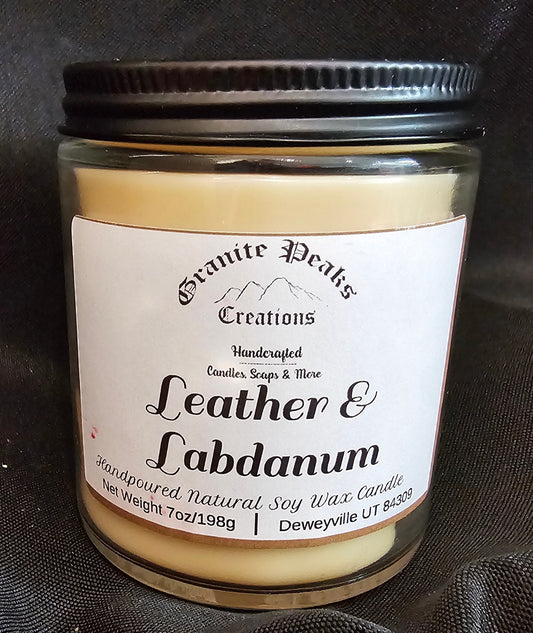 Granite Peaks
Creations
Handcrafted
Candles, Soaps & More
Leather &
Labdanum
Handpoured Natural Soy Wax Candle
Net Weight 7oz/198g | Deweyville UT 84309